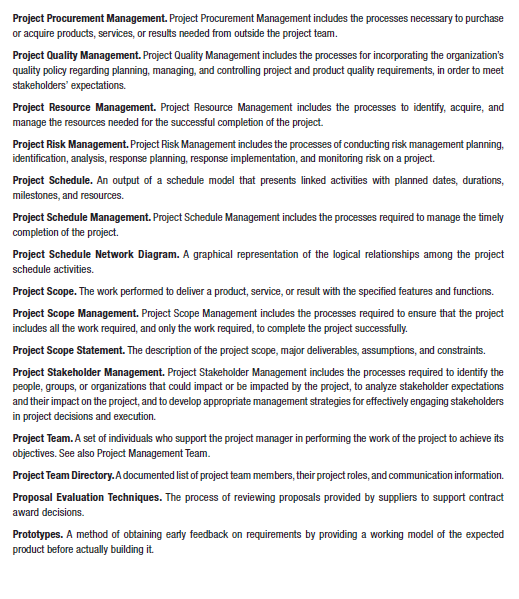 Project Procurement Management. Project Procurement Management includes the processes necessary to purchase
or acquire products, services, or results needed from outside the project team.
Project Quality Management. Project Quality Management includes the processes for incorporating the organization's
quality policy regarding planning, managing, and controlling project and product quality requirements, in order to meet
stakeholders' expectations.
Project Resource Management. Project Resource Management includes the processes to identify, acquire, and
manage the resources needed for the successful completion of the project.
Project Risk Management. Project Risk Management includes the processes of conducting risk management planning,
identification, analysis, response planning, response implementation, and monitoring risk on a project.
Project Schedule. An output of a schedule model that presents linked activities with planned dates, durations,
milestones, and resources.
Project Schedule Management. Project Schedule Management includes the processes required to manage the timely
completion of the project.
Project Schedule Network Diagram. A graphical representation of the logical relationships among the project
schedule activities.
Project Scope. The work performed to deliver a product, service, or result with the specified features and functions.
Project Scope Management. Project Scope Management includes the processes required to ensure that the project
includes all the work required, and only the work required, to complete the project successfully.
Project Scope Statement. The description of the project scope, major deliverables, assumptions, and constraints.
Project Stakeholder Management. Project Stakeholder Management includes the processes required to identify the
people, groups, or organizations that could impact or be impacted by the project, to analyze stakeholder expectations
and their impact on the project, and to develop appropriate management strategies for effectively engaging stakeholders
in project decisions and execution.
Project Team. A set of individuals who support the project manager in performing the work of the project to achieve its
objectives. See also Project Management Team.
Project Team Directory. A documented list of project team members, their project roles, and communication information.
Proposal Evaluation Techniques. The process of reviewing proposals provided by suppliers to support contract
award decisions.
Prototypes. A method of obtaining early feedback on requirements by providing a working model of the expected
product before actually building it.